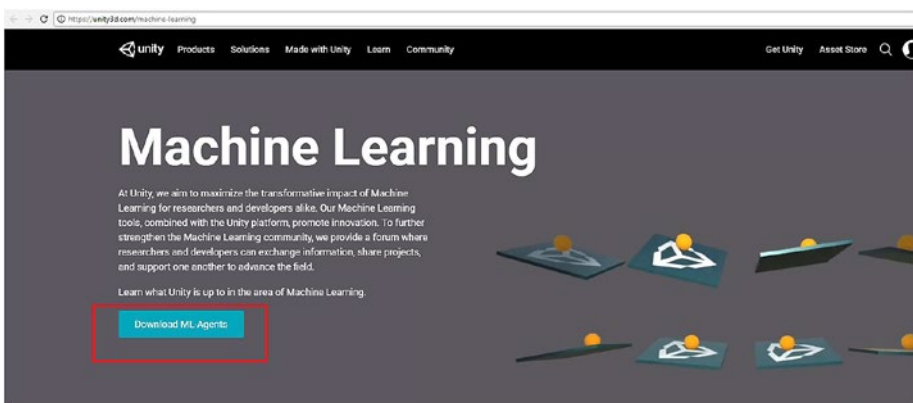 https://unity3d.com/machine-learning
unity Products Solutions Made with Unity Learn Community Get Unity Asset Store
Machine Learning
At Unity, we aim to maximize the transformative impact of Machine
Learning for researchers and developers alike. Our Machine Learning
tools, combined with the Unity platform, promote innovation. To further
strengthen the Machine Learning community, we provide a forum where
researchers and developers can exchange information, share projects,
and support one another to advance the field.
Learn what Unity is up to in the area of Machine Learning.
Download ML-Agents